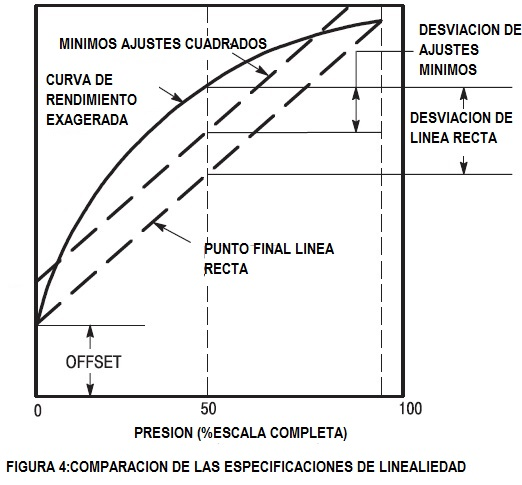 DESVIACION DE
AJUSTES
MINIMOS
MINIMOS AJUSTES CUADRADOS
CURVA DE
RENDIMIENTO
EXAGERADA
DESVIACION DE
LINEA RECTA
PUNTO FINAL LINEA
RECTA
OFFSET
0
50
100
PRESION (%ESCALA COMPLETA)
FIGURA 4:COMPARACION DE LAS ESPECIFICACIONES DE LINEALIEDAD